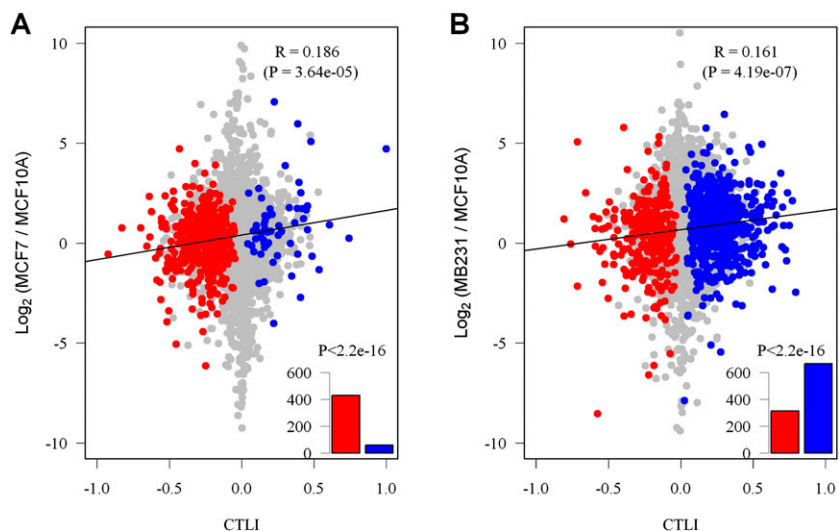 A
R = 0.186
(P = 3.64e-05)
Log2 (MCF7 / MCF10A)
10
5
0
-5
-10
P<2.2e-16
600
400
200
0
-1.0 -0.5 0.0 0.5 1.0
CTLI
B
R = 0.161
(P = 4.19e-07)
Log2 (MB231 / MCF10A)
10
5
0
-5
-10
P<2.2e-16
600
400
200
0
-1.0 -0.5 0.0 0.5 1.0
CTLI